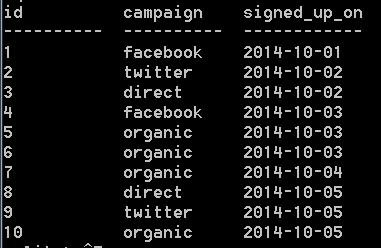 id          campaign    signed_up_on
----------  ----------  ------------
1           facebook    2014-10-01
2           twitter     2014-10-02
3           direct      2014-10-02
4           facebook    2014-10-03
5           organic     2014-10-03
6           organic     2014-10-03
7           organic     2014-10-04
8           direct      2014-10-05
9           twitter     2014-10-05
10          organic     2014-10-05